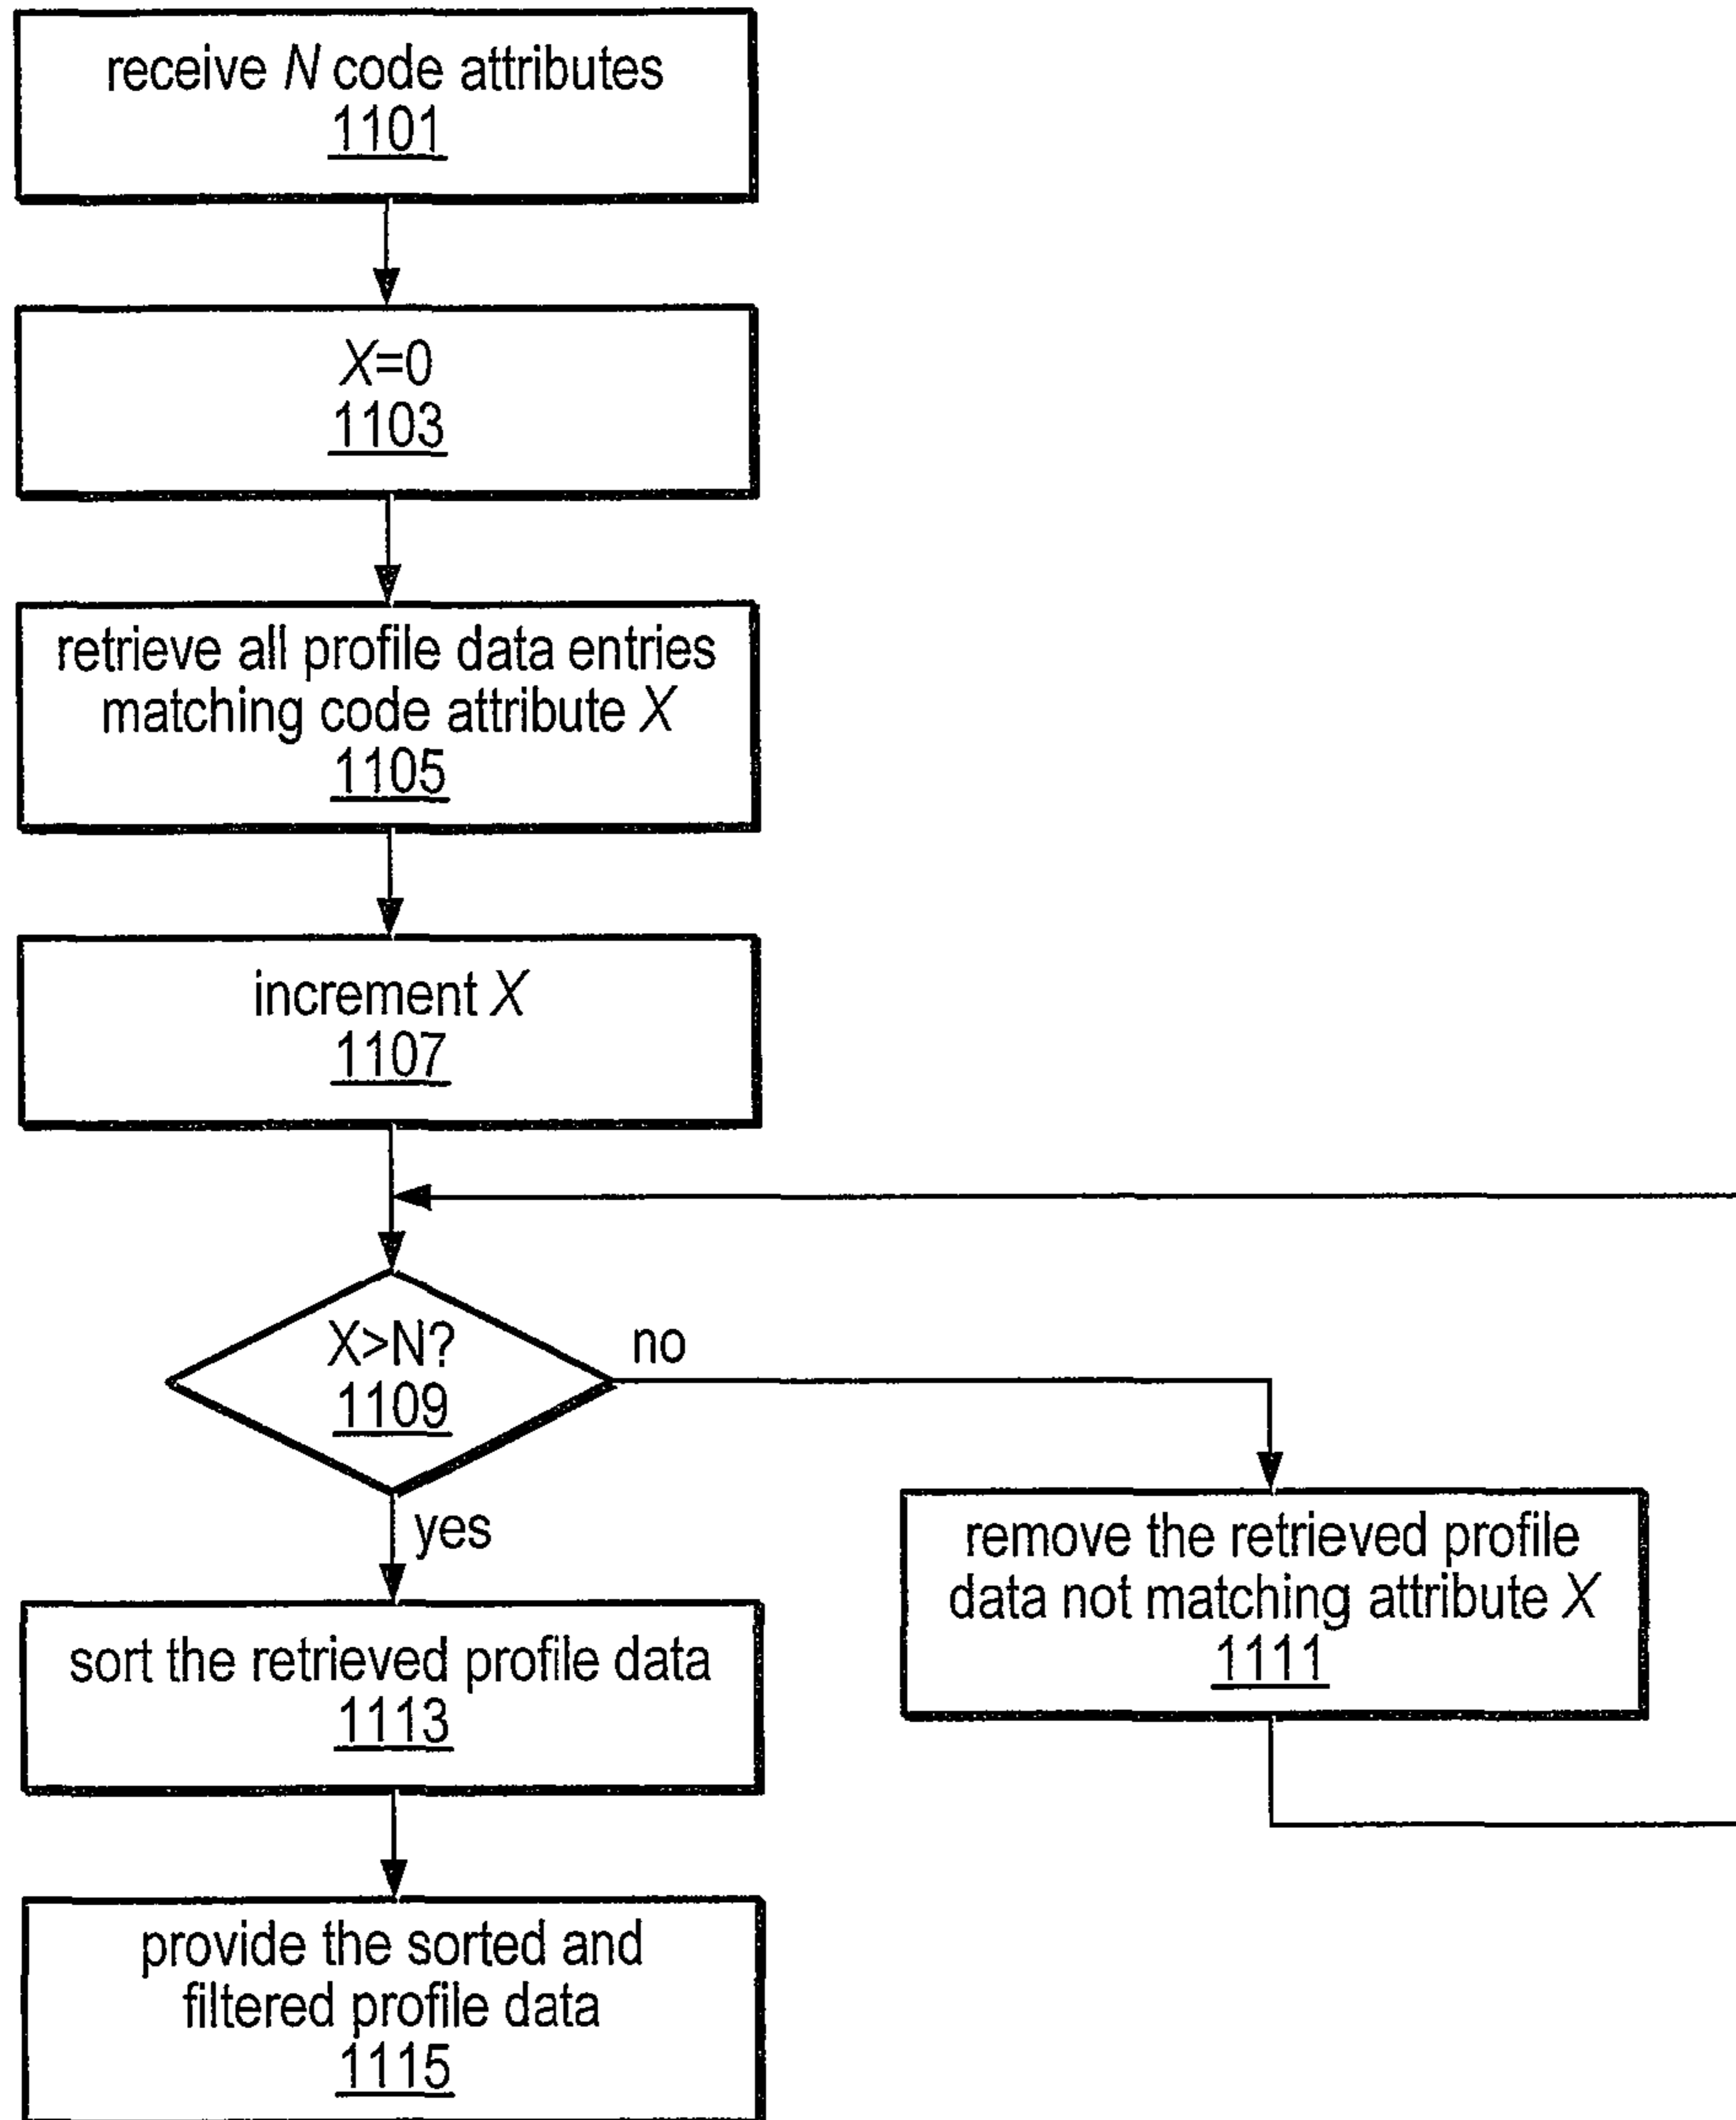 receive N code attributes
1101
X=0
1103
retrieve all profile data entries
matching code attribute X
1105
increment X
1107
X>N?
1109
no
yes
remove the retrieved profile
data not matching attribute X
1111
sort the retrieved profile data
1113
provide the sorted and
filtered profile data
1115